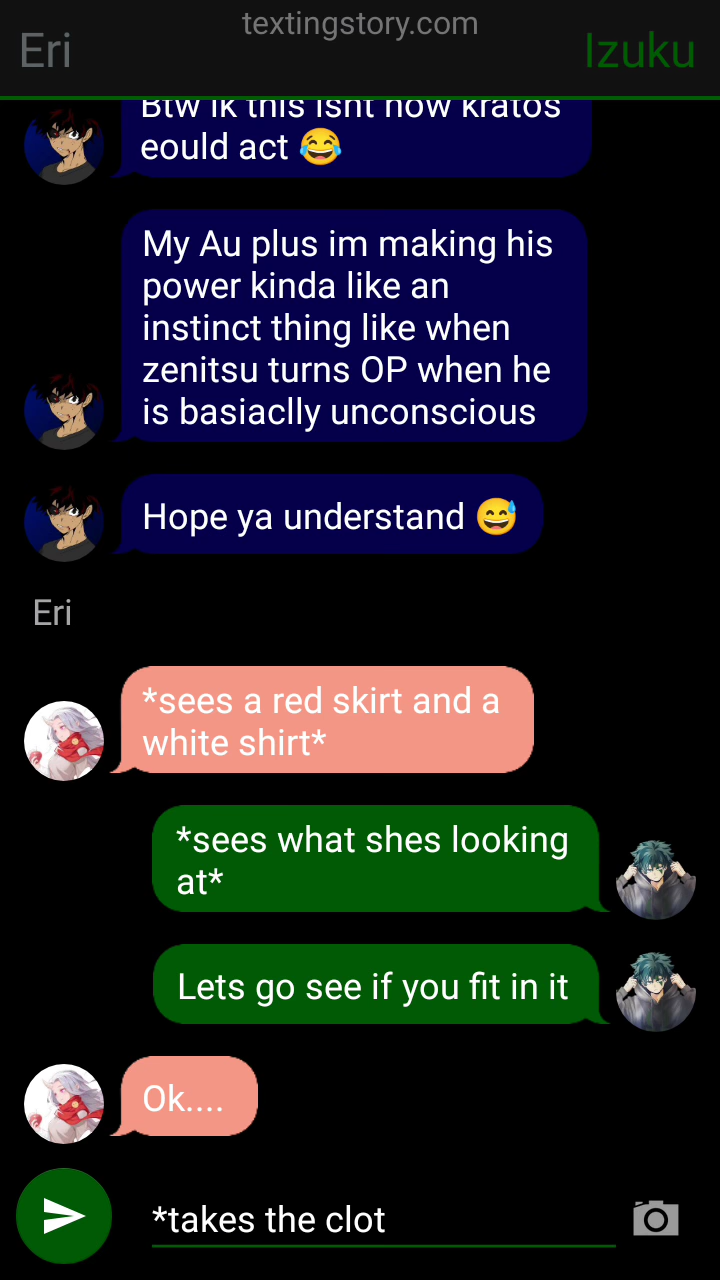 textingstory.com
Eri
Izuku
Btw ik this isnt how kratos
eould act 😂
My Au plus im making his
power kinda like an
instinct thing like when
zenitsu turns OP when he
is basiaclly unconscious
Hope ya understand 😅
Eri
*sees a red skirt and a
white shirt*
*sees what shes looking
at*
Lets go see if you fit in it
Ok....
*takes the clot